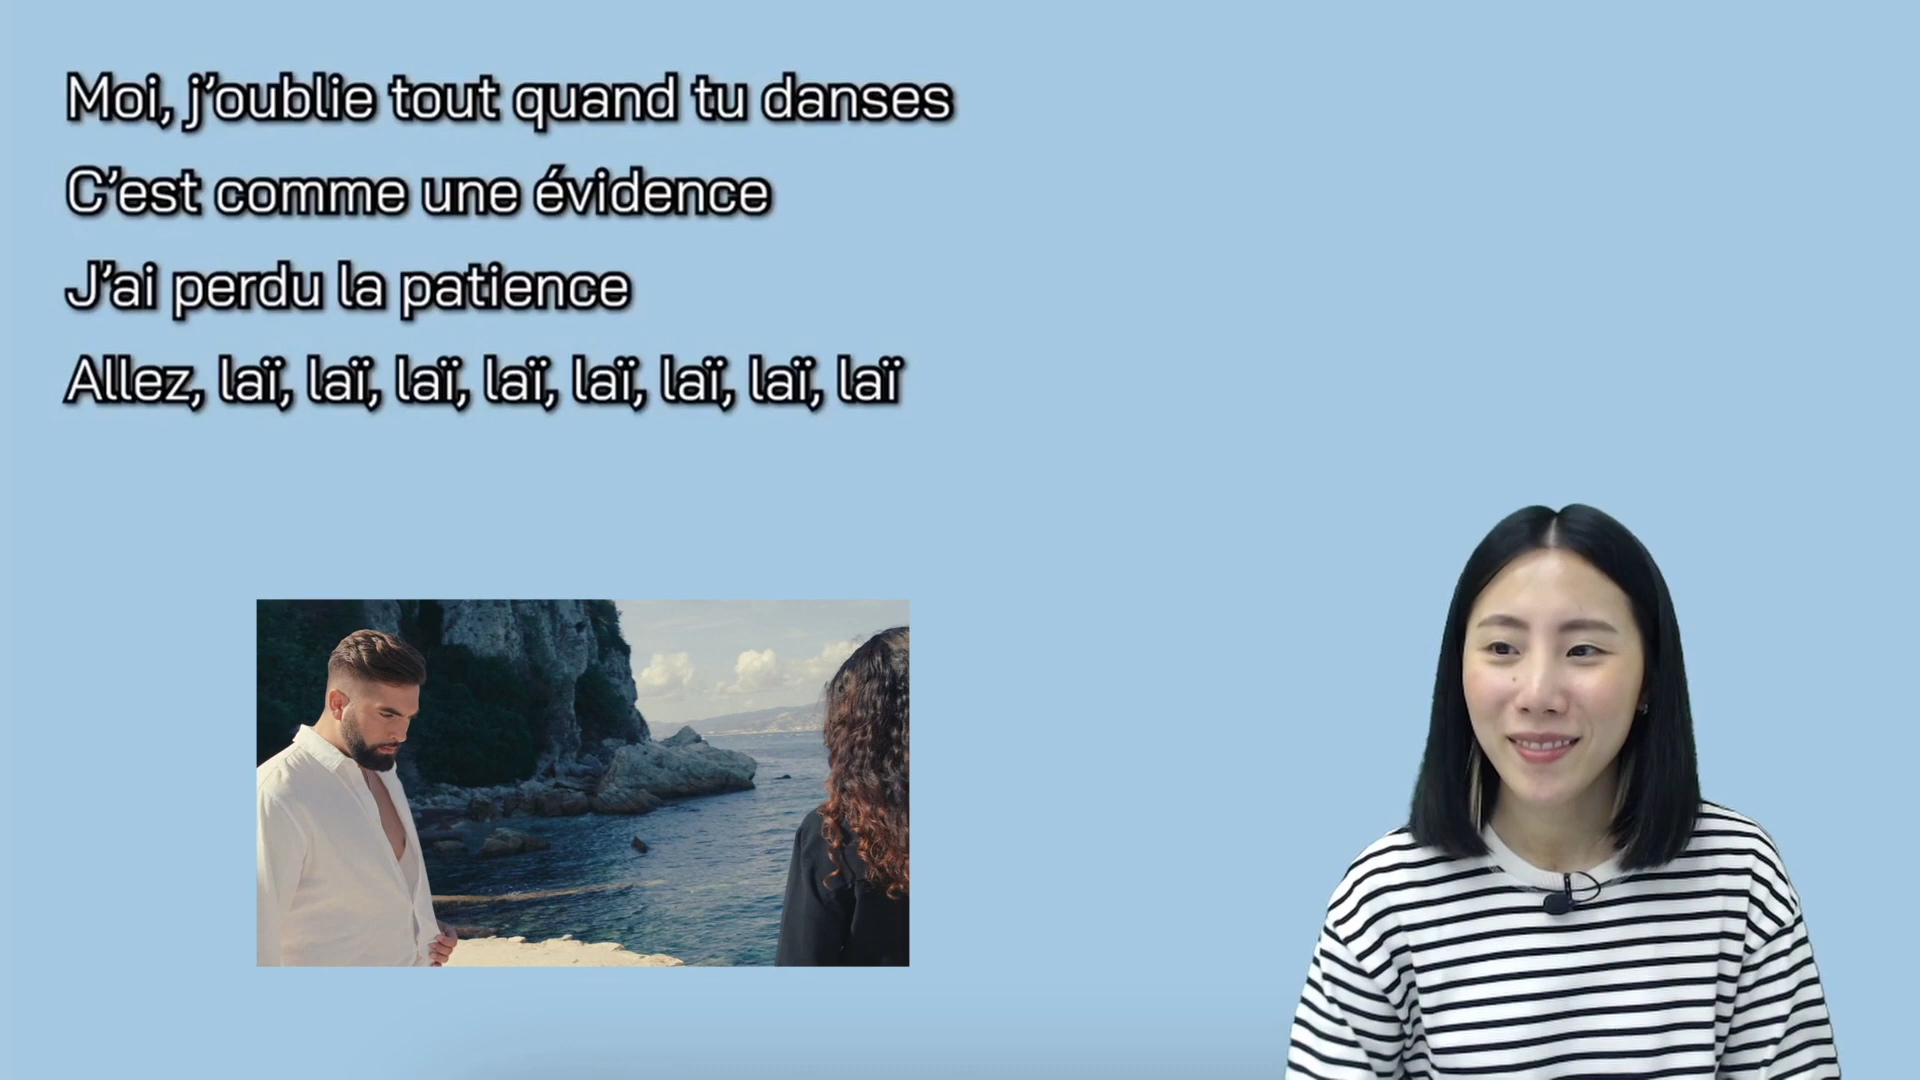 Moi, j’oublie tout quand tu danses
C’est comme une évidence
J’ai perdu la patience
Allez, laï, laï, laï, laï, laï, laï, laï, laï